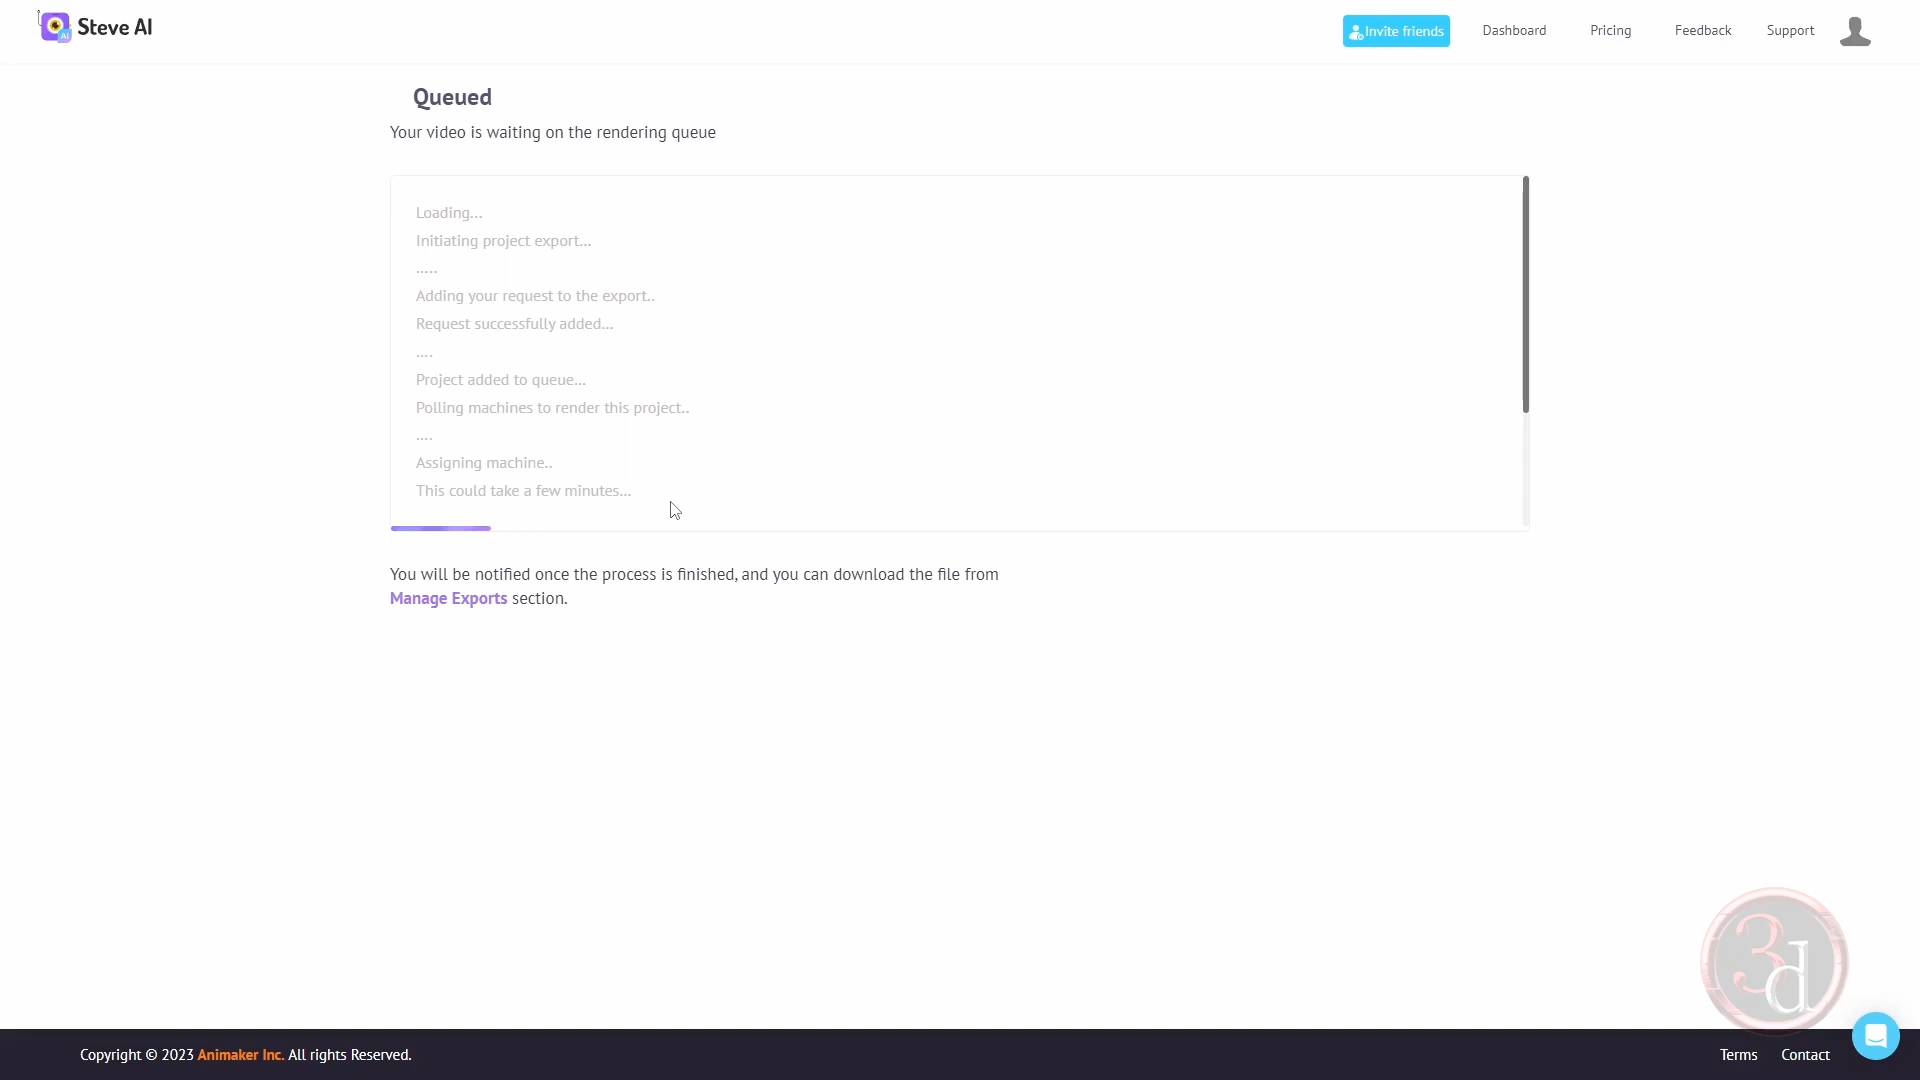 Steve AI
Invite friends
Dashboard
Pricing
Feedback
Support
Queued
Your video is waiting on the rendering queue
Loading...
Initiating project export...
.....
Adding your request to the export..
Request successfully added...
....
Project added to queue...
Polling machines to render this project..
....
Assigning machine..
This could take a few minutes...
You will be notified once the process is finished, and you can download the file from
Manage Exports section.
3d
Copyright © 2023 Animaker Inc. All rights Reserved.
Terms
Contact